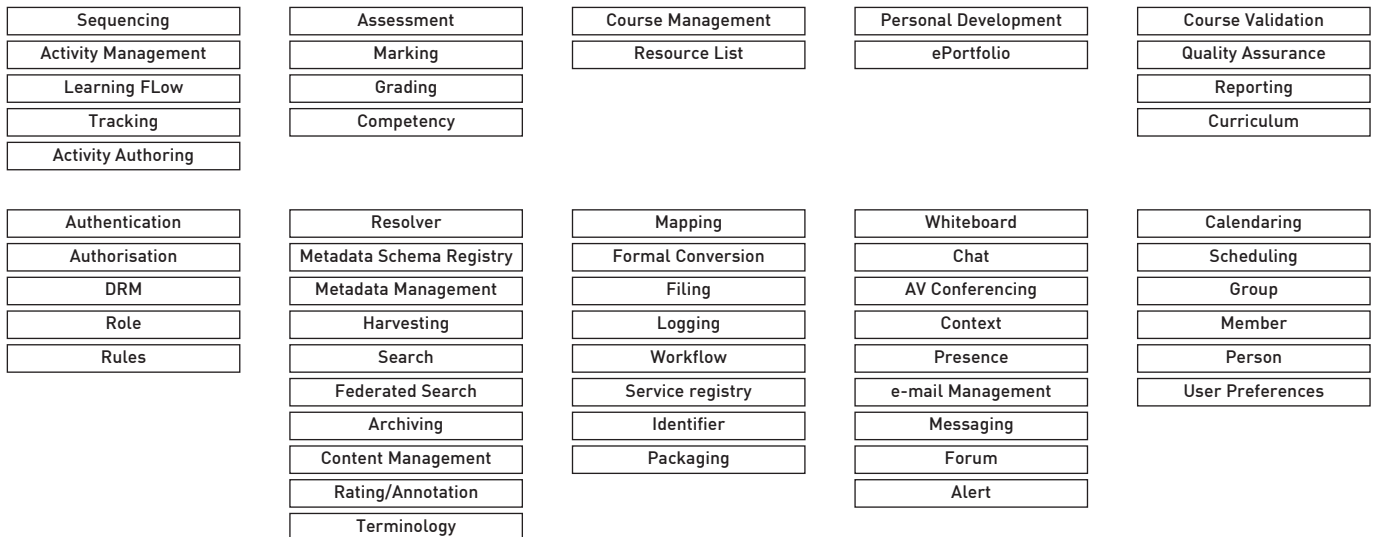 Sequencing
Activity Management
Learning FLow
Tracking
Activity Authoring
Assessment
Marking
Grading
Competency
Course Management
Resource List
Personal Development
ePortfolio
Course Validation
Quality Assurance
Reporting
Curriculum
Authentication
Authorisation
DRM
Role
Rules
Resolver
Metadata Schema Registry
Metadata Management
Harvesting
Search
Federated Search
Archiving
Content Management
Rating/Annotation
Terminology
Mapping
Formal Conversion
Filing
Logging
Workflow
Service registry
Identifier
Packaging
Whiteboard
Chat
AV Conferencing
Context
Presence
e-mail Management
Messaging
Forum
Alert
Calendaring
Scheduling
Group
Member
Person
User Preferences